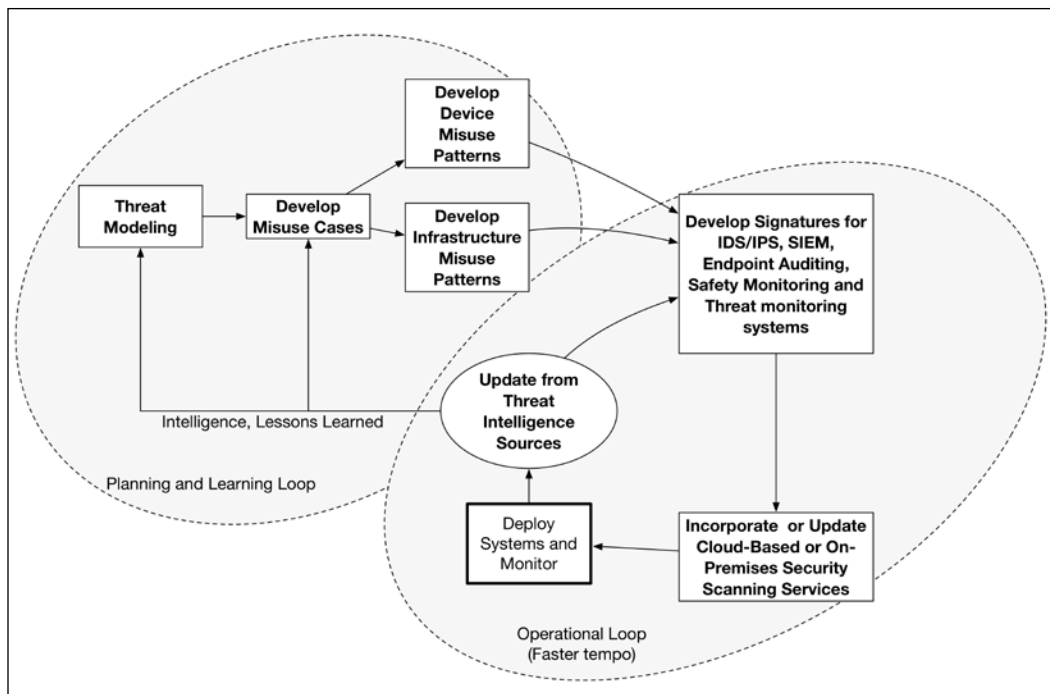 Develop
Device
Misuse
Patterns
Threat
Modeling
Develop
Misuse Cases
Develop
Infrastructure
Misuse
Patterns
Develop Signatures for
IDS/IPS, SIEM,
Endpoint Auditing,
Safety Monitoring and
Threat monitoring
systems
Update from
Threat
Intelligence
Sources
Intelligence, Lessons Learned
Planning and Learning Loop
Deploy
Systems and
Monitor
Incorporate or Update
Cloud-Based or On-
Premises Security
Scanning Services
Operational Loop
(Faster tempo)